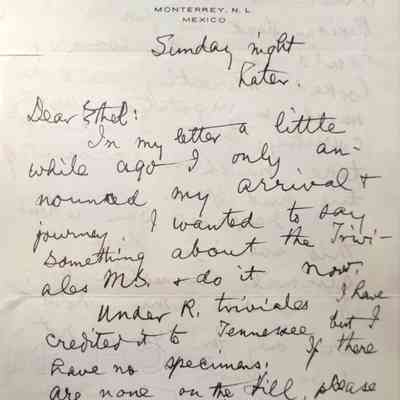 MONTERREY, N. L.
MEXICO
Sunday night
Later.
Dear Ethel:
In my letter a little
while ago I only an-
nounced my arrival +
journey. I wanted to say
something about the Trivi-
ales MS. + do it now.
Under R. triviales I have
credited it to Tennessee, but I
have no specimens; If there
are none on the Hill, please